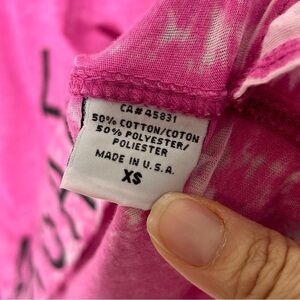 CA# 45831
50% COTTON/COTON
50% POLYESTER/
POLIESTER
MADE IN U.S.A.
XS